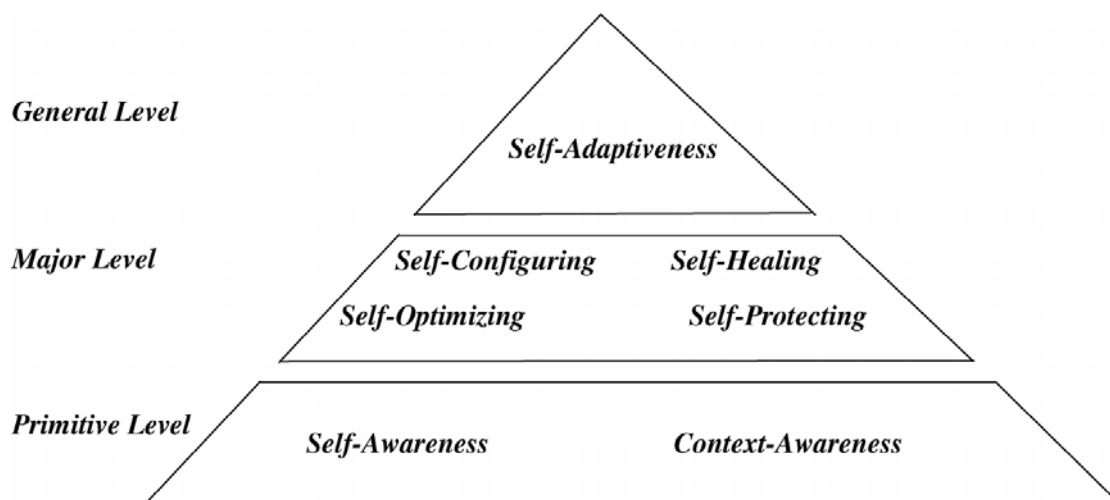 General Level
Self-Adaptiveness
Major Level
Self-Configuring Self-Healing
Self-Optimizing Self-Protecting
Primitive Level
Self-Awareness Context-Awareness